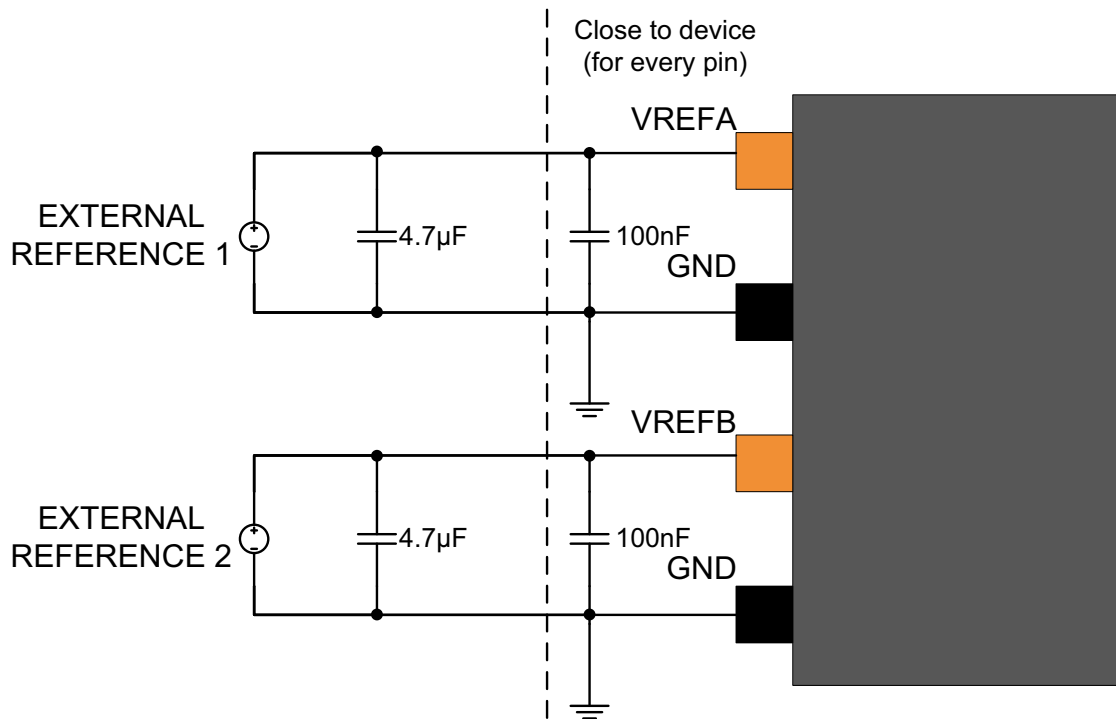 Close to device
(for every pin)
VREFA
EXTERNAL
REFERENCE 1
4.7µF
100nF
GND
VREFB
EXTERNAL
REFERENCE 2
4.7µF
100nF
GND